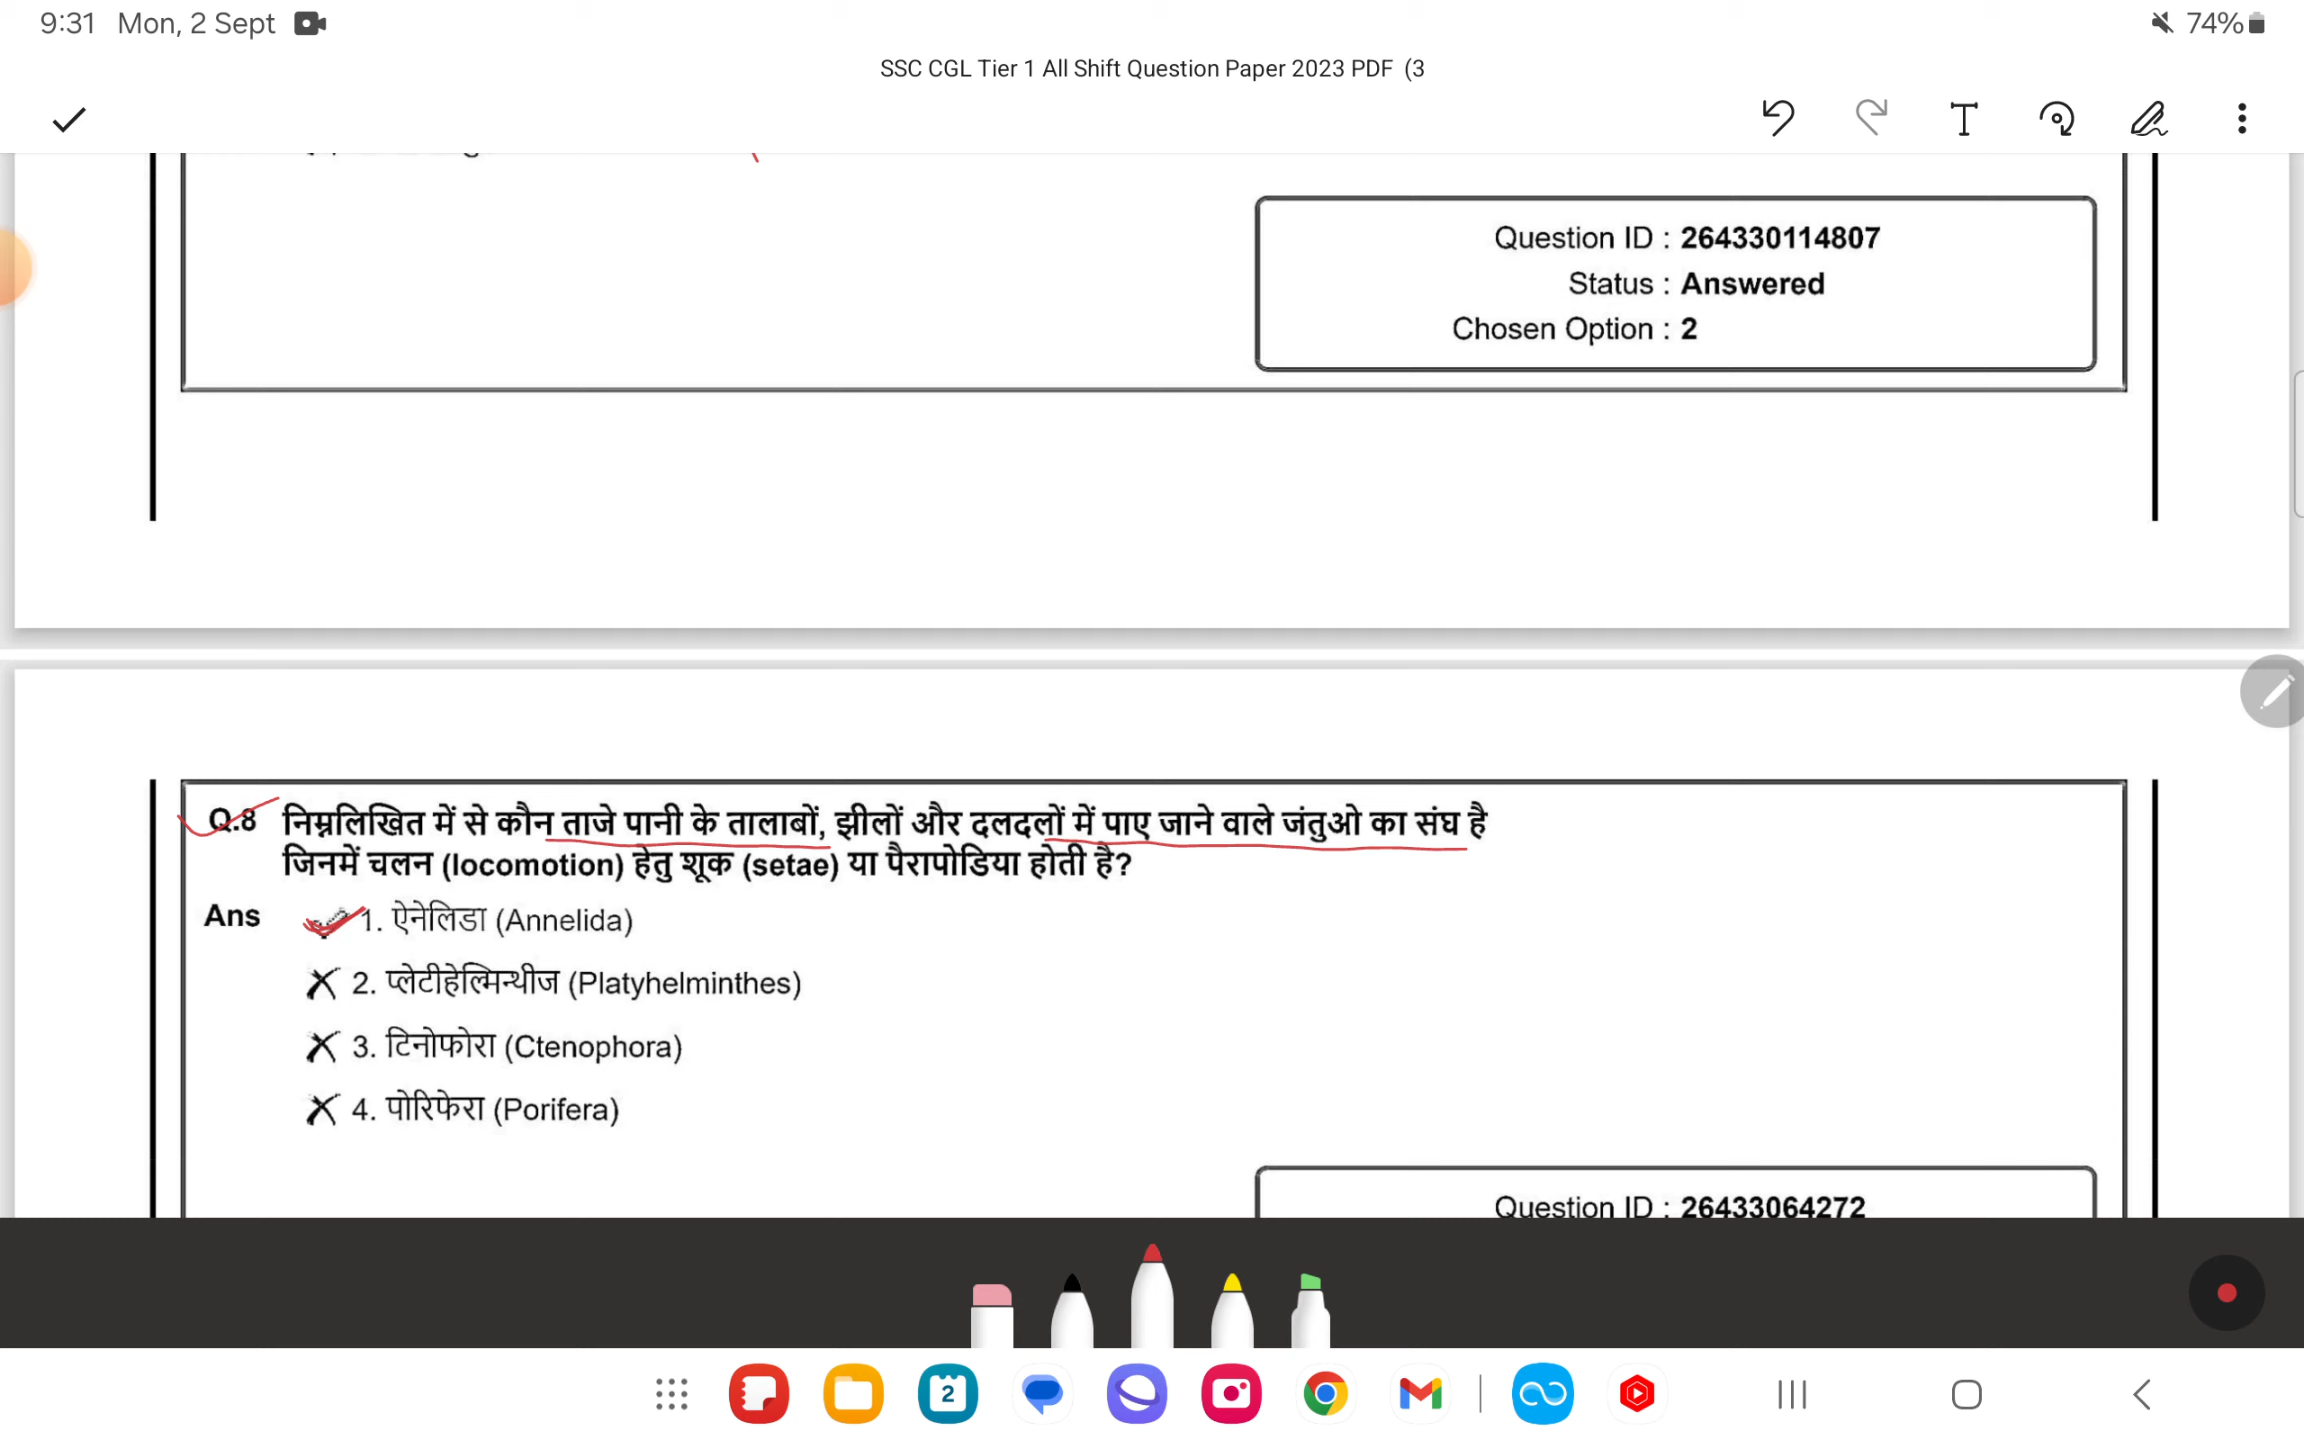 9:31 Mon, 2 Sept
74%
SSC CGL Tier 1 All Shift Question Paper 2023 PDF (3
Question ID : 264330114807
Status : Answered
Chosen Option : 2
Q.8 निम्नलिखित में से कौन ताजे पानी के तालाबों, झीलों और दलदलों में पाए जाने वाले जंतुओ का संघ है
जिनमें चलन (locomotion) हेतु शूक (setae) या पैरापोडिया होती है?
Ans 1. ऐनेलिडा (Annelida)
2. प्लेटीहेल्मिन्थीज (Platyhelminthes)
3. टिनोफोरा (Ctenophora)
4. पोरिफेरा (Porifera)
Question ID : 26433064272
2